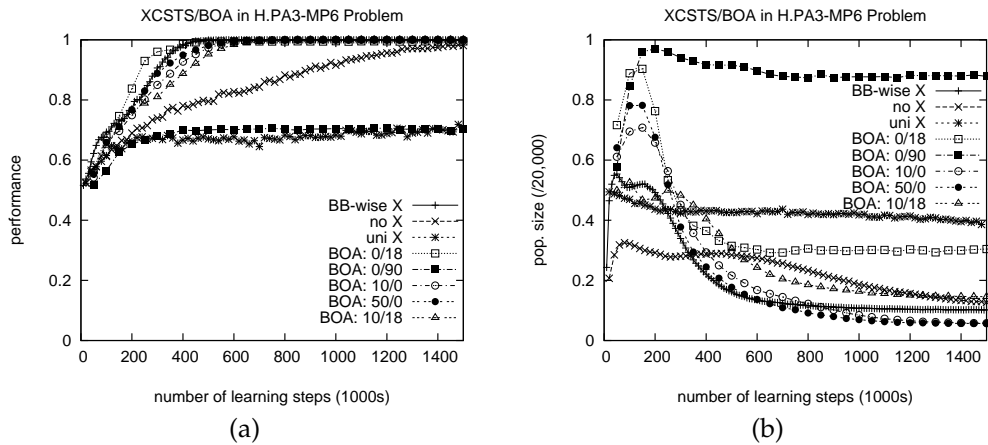 XCSTS/BOA in H.PA3-MP6 Problem
1
0.8
0.6
0.4
0.2
0
performance
BB-wise X
no X
uni X
BOA: 0/18
BOA: 0/90
BOA: 10/0
BOA: 50/0
BOA: 10/18
0 200 400 600 800 1000 1200 1400
number of learning steps (1000s)
(a)
XCSTS/BOA in H.PA3-MP6 Problem
1
0.8
0.6
0.4
0.2
0
pop. size (/20,000)
BB-wise X
no X
uni X
BOA: 0/18
BOA: 0/90
BOA: 10/0
BOA: 50/0
BOA: 10/18
0 200 400 600 800 1000 1200 1400
number of learning steps (1000s)
(b)